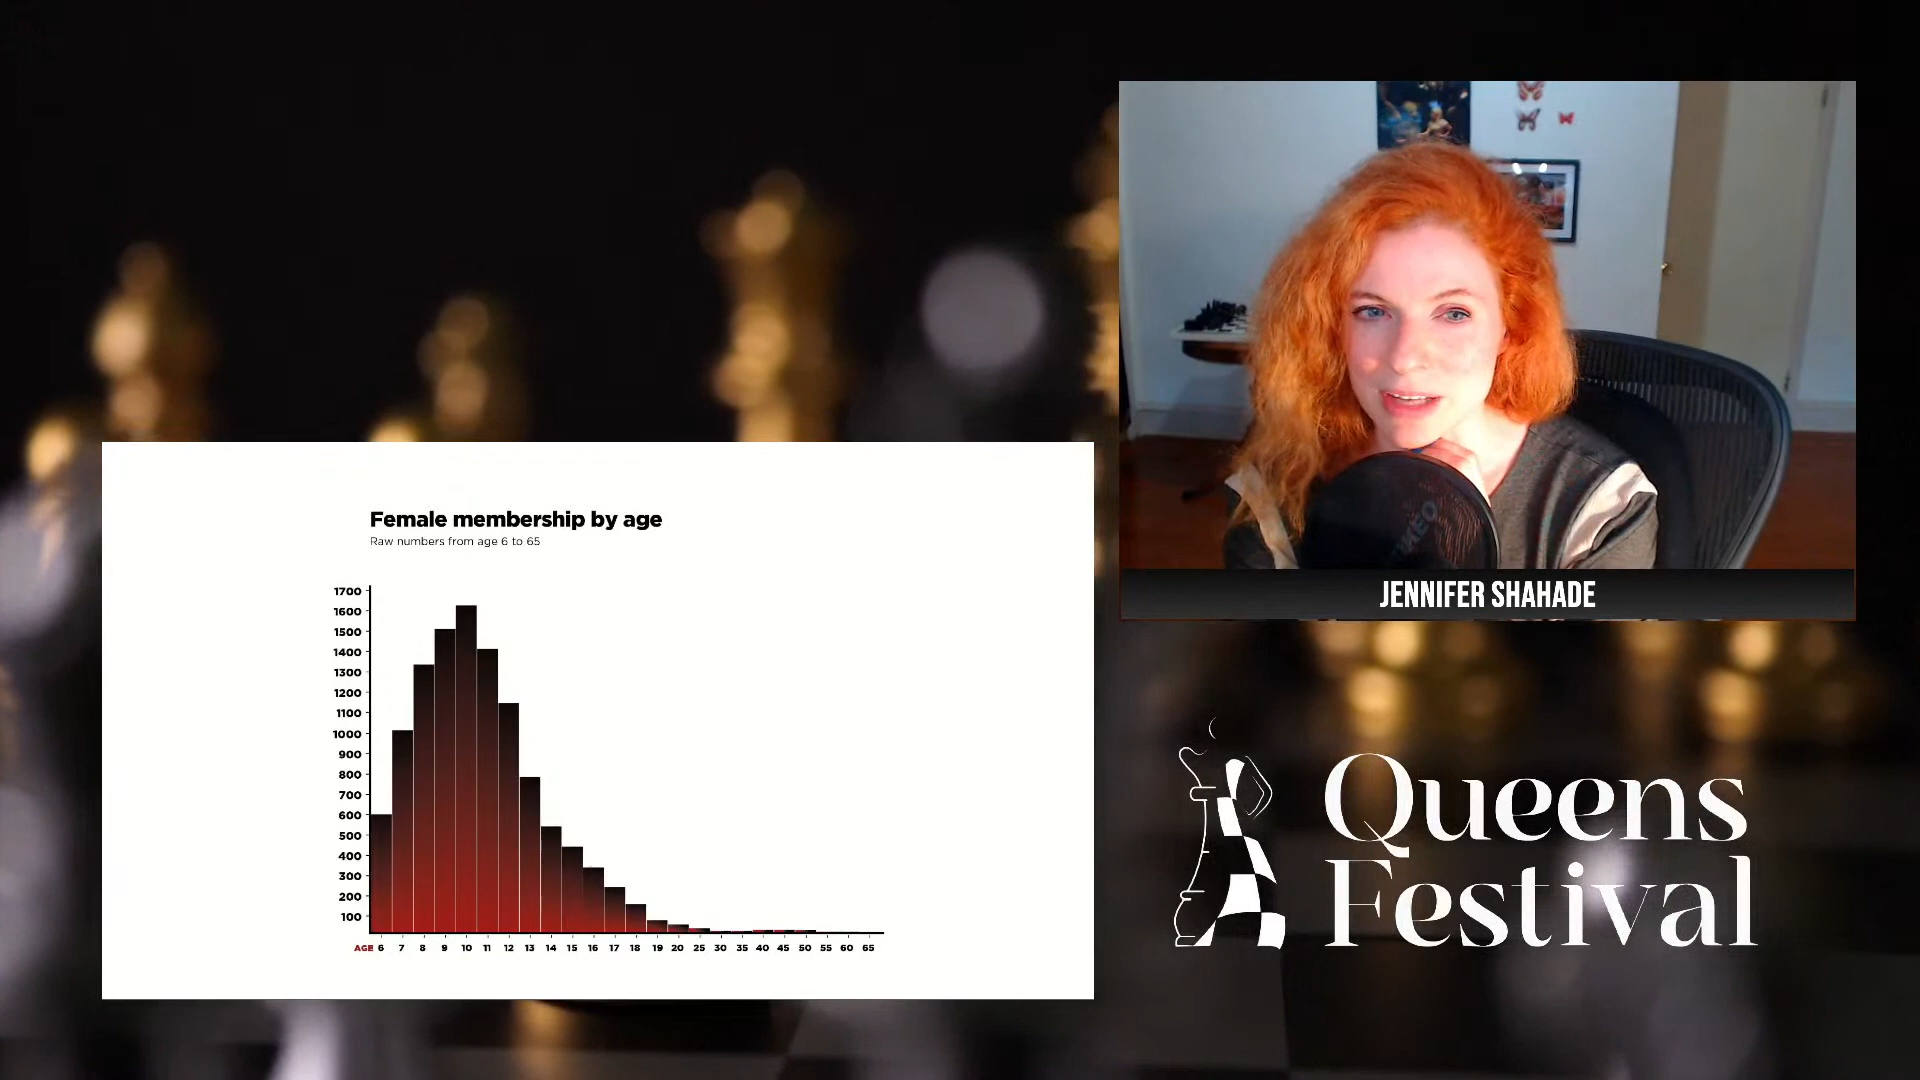 JENNIFER SHAHADE
Female membership by age
Raw numbers from age 6 to 65
1700
1600
1500
1400
1300
1200
1100
1000
900
800
700
600
500
400
300
200
100
AGE 6 7 8 9 10 11 12 13 14 15 16 17 18 19 20 25 30 35 40 45 50 55 60 65
Queens
Festival